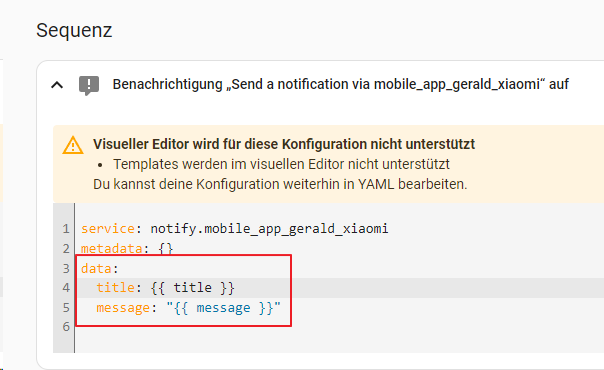 Sequenz
Benachrichtigung „Send a notification via mobile_app_gerald_xiaomi“ auf
Visueller Editor wird für diese Konfiguration nicht unterstützt
• Templates werden im visuellen Editor nicht unterstützt
Du kannst deine Konfiguration weiterhin in YAML bearbeiten.
1 service: notify.mobile_app_gerald_xiaomi
2 metadata: {}
3 data:
4   title: {{ title }}
5   message: "{{ message }}"
6